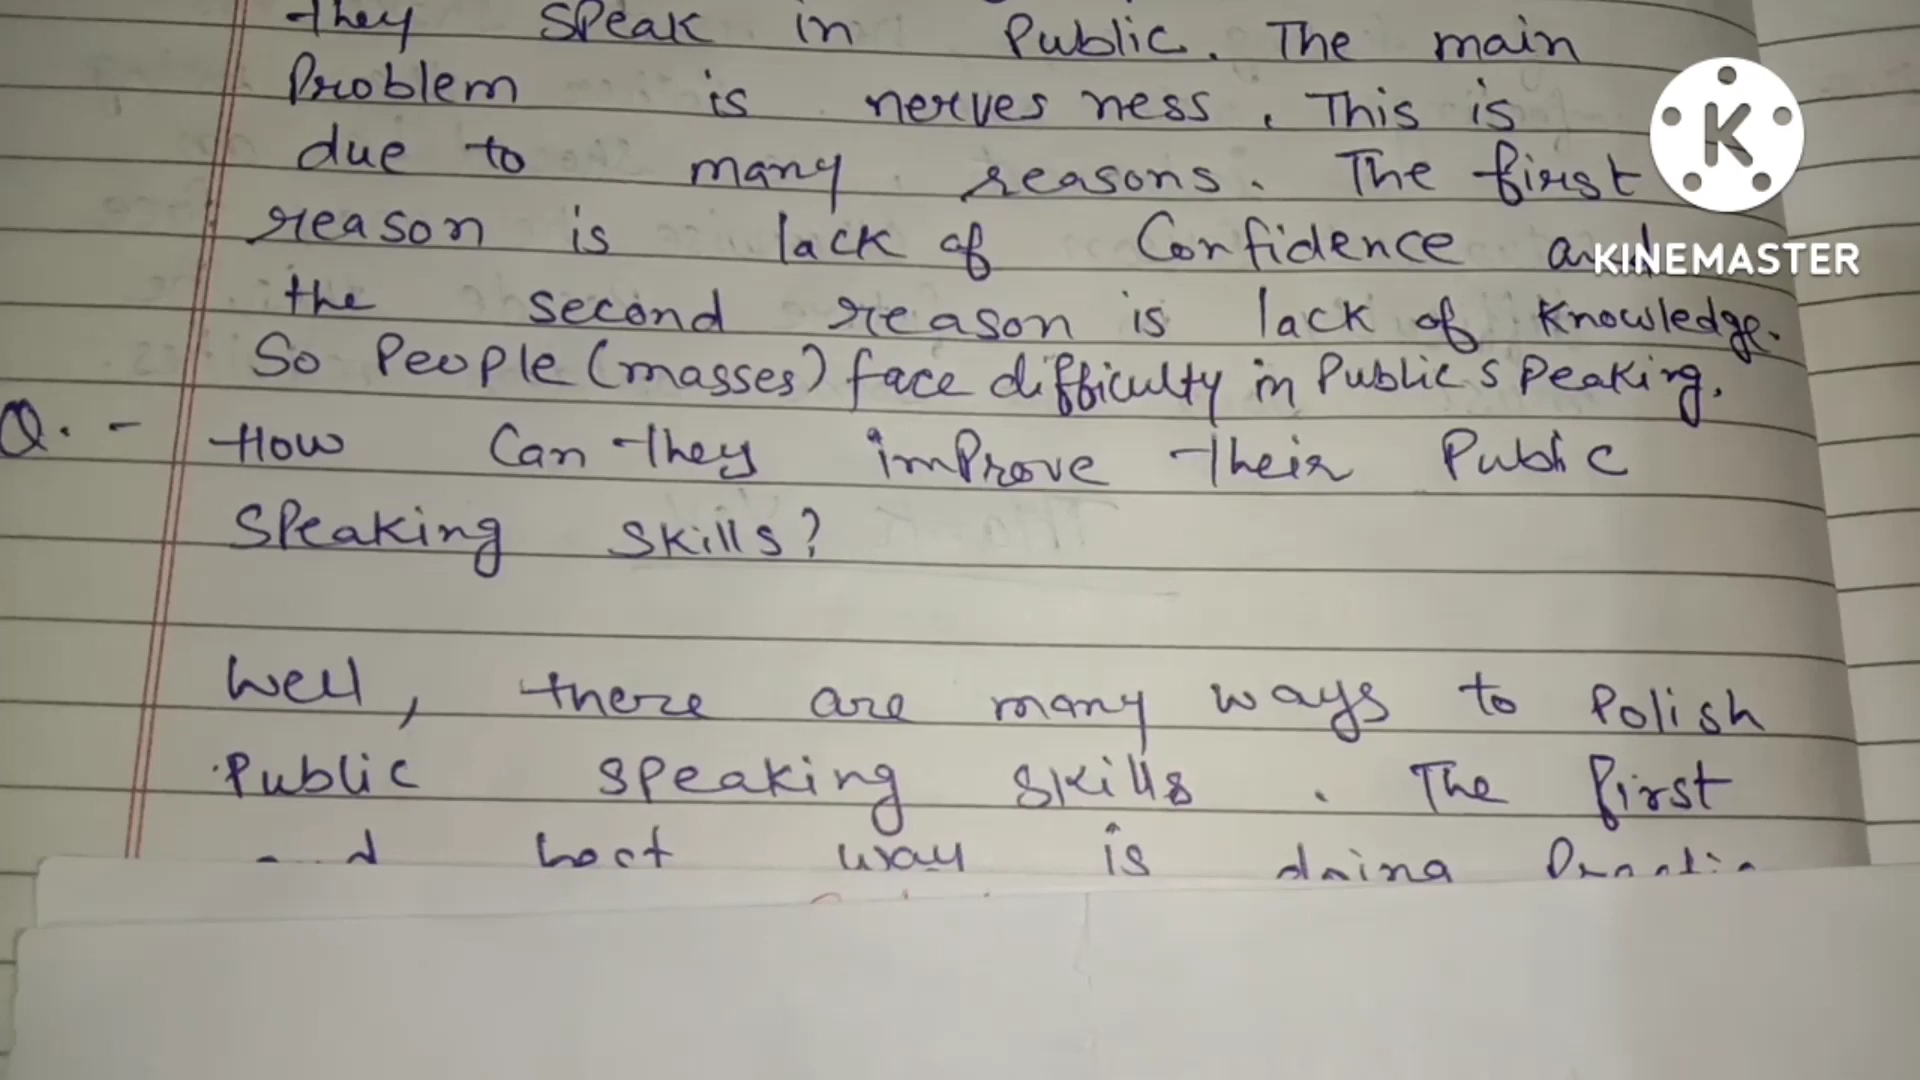 they speak in Public. The main
Problem is nerves ness. This is
due to many reasons. The first
reason is lack of Confidence and
the second reason is lack of Knowledge.
So People (masses) face difficulty in Public speaking.
Q. - How Can they imProve their Public
Speaking skills?
Well, there are many ways to Polish
Public speaking skills. The first
best way is doing
K
KINEMASTER